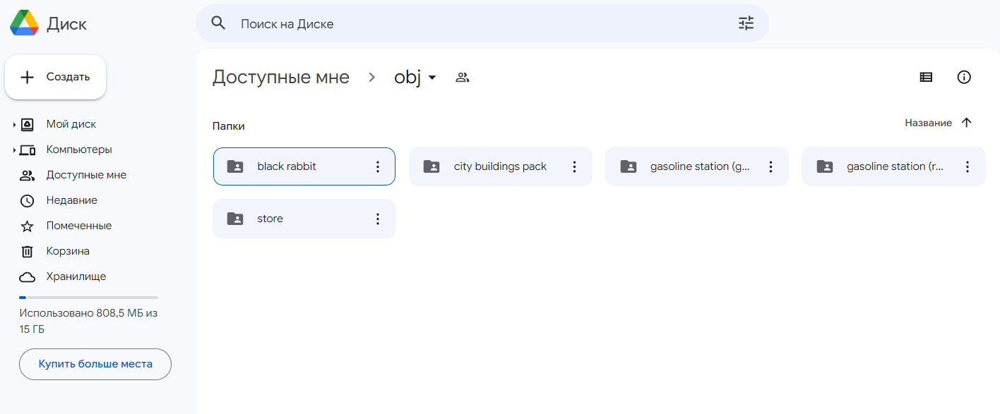 Диск
Поиск на Диске
Создать
Мой диск
Компьютеры
Доступные мне
Недавние
Помеченные
Корзина
Хранилище
Использовано 808,5 МБ из
15 ГБ
Купить больше места
Доступные мне
obj
Папки
Название
black rabbit
city buildings pack
gasoline station (g...
gasoline station (r...
store